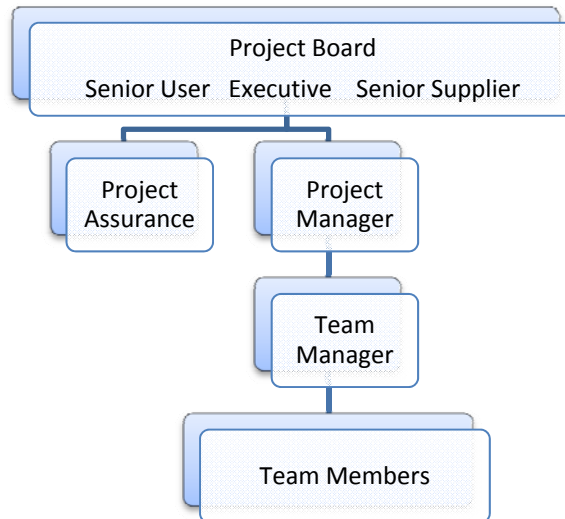 Project Board
Senior User Executive Senior Supplier
Project
Assurance
Project
Manager
Team
Manager
Team Members